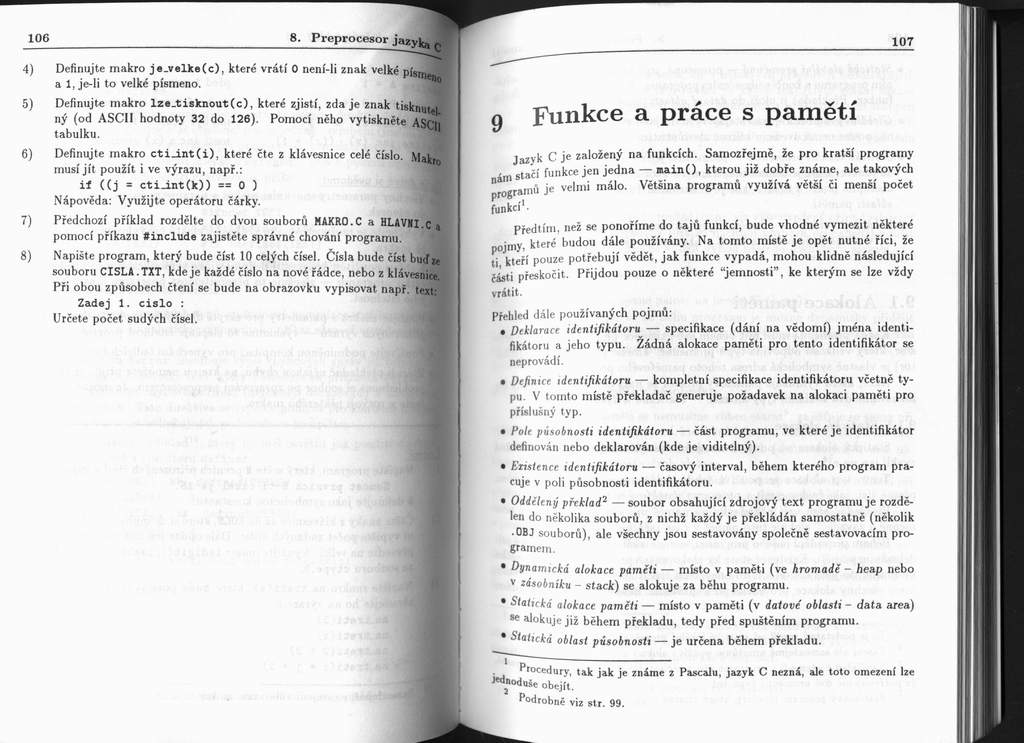 106
8. Preprocesor jazyka C
4) Definujte makro je_velke(c), které vrátí 0 není-li znak velké písmeno
a 1, je-li to velké písmeno.
5) Definujte makro lze_tisknout(c), které zjistí, zda je znak tisknutel-
ný (od ASCII hodnoty 32 do 126). Pomocí něho vytiskněte ASCII
tabulku.
6) Definujte makro cti_int(i), které čte z klávesnice celé číslo. Makro
musí jít použít i ve výrazu, např.:
if ((j = cti_int(k)) == 0 )
Nápověda: Využijte operátoru čárky.
7) Předchozí příklad rozdělte do dvou souborů MAKRO.C a HLAVNI.C a
pomocí příkazu #include zajistěte správné chování programu.
8) Napište program, který bude číst 10 celých čísel. Čísla bude číst buď ze
souboru CISLA.TXT, kde je každé číslo na nové řádce, nebo z klávesnice.
Při obou způsobech čtení se bude na obrazovku vypisovat např. text:
Zadej 1. cislo :
Určete počet sudých čísel.
107
9 Funkce a práce s pamětí
Jazyk C je založený na funkcích. Samozřejmě, že pro kratší programy
nám stačí funkce jen jedna — main(), kterou již dobře známe, ale takových
programů je velmi málo. Většina programů využívá větší či menší počet
funkcí¹.
Předtím, než se ponoříme do tajů funkcí, bude vhodné vymezit některé
pojmy, které budou dále používány. Na tomto místě je opět nutné říci, že
ti, kteří pouze potřebují vědět, jak funkce vypadá, mohou klidně následující
části přeskočit. Přijdou pouze o některé "jemnosti", ke kterým se lze vždy
vrátit.
Přehled dále používaných pojmů:
• Deklarace identifikátoru — specifikace (dání na vědomí) jména identi-
fikátoru a jeho typu. Žádná alokace paměti pro tento identifikátor se
neprovádí.
• Definice identifikátoru — kompletní specifikace identifikátoru včetně ty-
pu. V tomto místě překladač generuje požadavek na alokaci paměti pro
příslušný typ.
• Pole působnosti identifikátoru — část programu, ve které je identifikátor
definován nebo deklarován (kde je viditelný).
• Existence identifikátoru — časový interval, během kterého program pra-
cuje v poli působnosti identifikátoru.
• Oddělený překlad² — soubor obsahující zdrojový text programu je rozdě-
len do několika souborů, z nichž každý je překládán samostatně (několik
.OBJ souborů), ale všechny jsou sestavovány společně sestavovacím pro-
gramem.
• Dynamická alokace paměti — místo v paměti (ve hromadě – heap nebo
v zásobníku – stack) se alokuje za běhu programu.
• Statická alokace paměti — místo v paměti (v datové oblasti – data area)
se alokuje již během překladu, tedy před spuštěním programu.
• Statická oblast působnosti — je určena během překladu.
¹ Procedury, tak jak je známe z Pascalu, jazyk C nezná, ale toto omezení lze
jednoduše obejít.
² Podrobně viz str. 99.